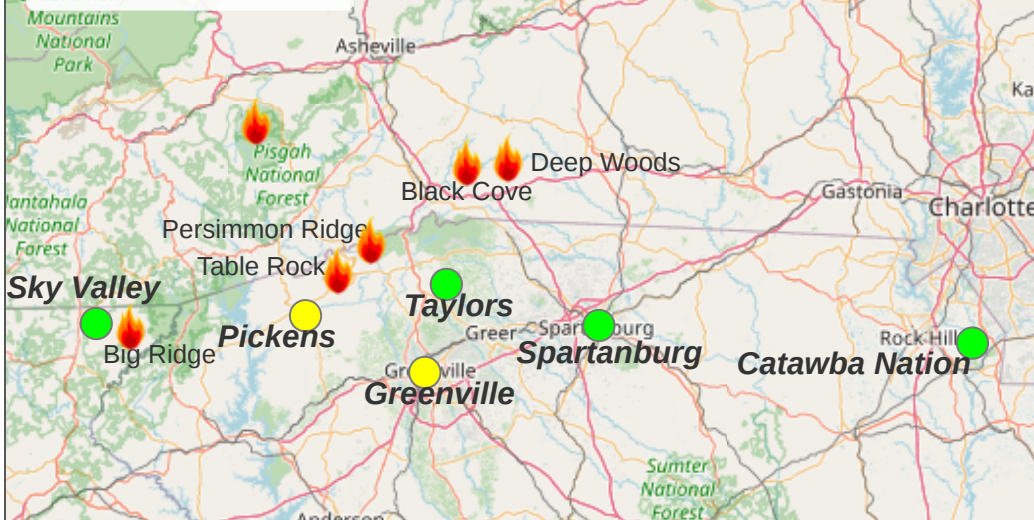 Mountains
National
Park
Asheville
Ka
Pisgah
National
Forest
Deep Woods
Black Cove
Gastonia
Charlotte
lantahala
National
Forest
Persimmon Ridge
Table Rock
Sky Valley
Taylors
Pickens
Greer
Spartanburg
Rock Hill
Big Ridge
Spartanburg
Catawba Nation
Greenville
Greenville
Sumter
National
Forest
Anderson